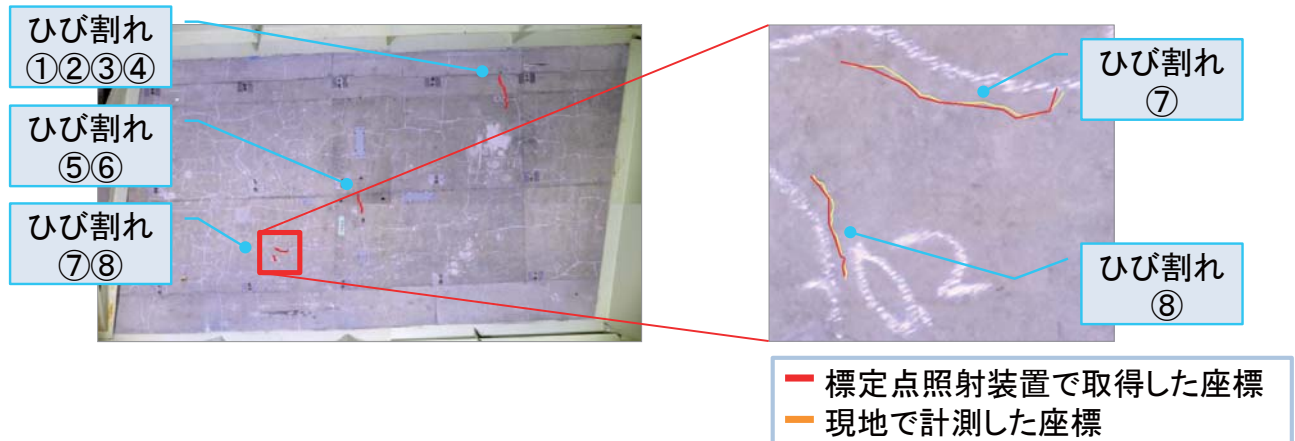 ひび割れ
①②③④
ひび割れ
⑤⑥
ひび割れ
⑦⑧
ひび割れ
⑦
ひび割れ
⑧
標定点照射装置で取得した座標
現地で計測した座標